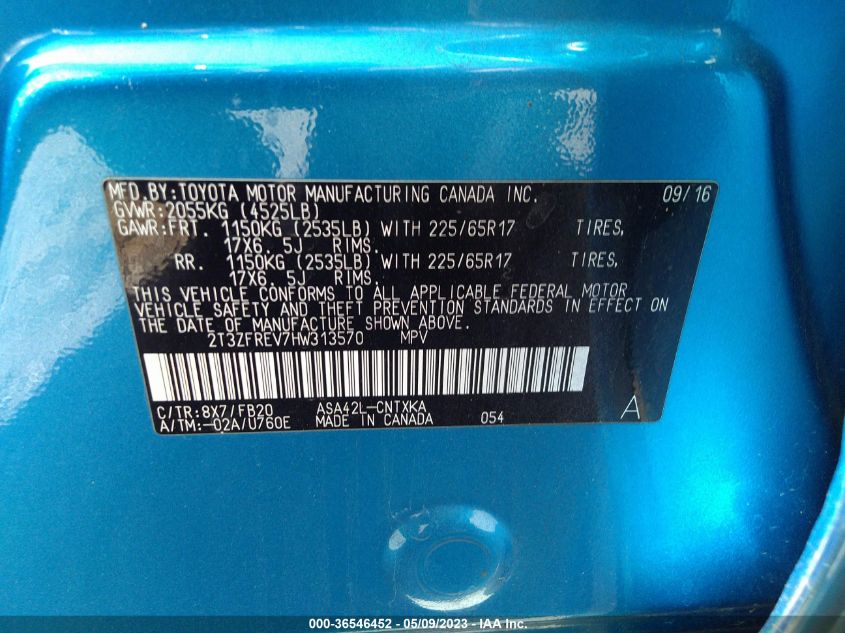 MFD.BY:TOYOTA MOTOR MANUFACTURING CANADA INC. 09/16
GVWR:2055KG (4525LB)
GAWR:FRT. 1150KG (2535LB) WITH 225/65R17 TIRES,
17X6.5J RIMS.
RR. 1150KG (2535LB) WITH 225/65R17 TIRES,
17X6.5J RIMS.
THIS VEHICLE CONFORMS TO ALL APPLICABLE FEDERAL MOTOR
VEHICLE SAFETY AND THEFT PREVENTION STANDARDS IN EFFECT ON
THE DATE OF MANUFACTURE SHOWN ABOVE.
2T3ZFREV7HW313570 MPV
C/TR:8X7/FB20 ASA42L-CNTXKA A
A/TM:-02A/U760E MADE IN CANADA 054
000-36546452 - 05/09/2023 - IAA Inc.